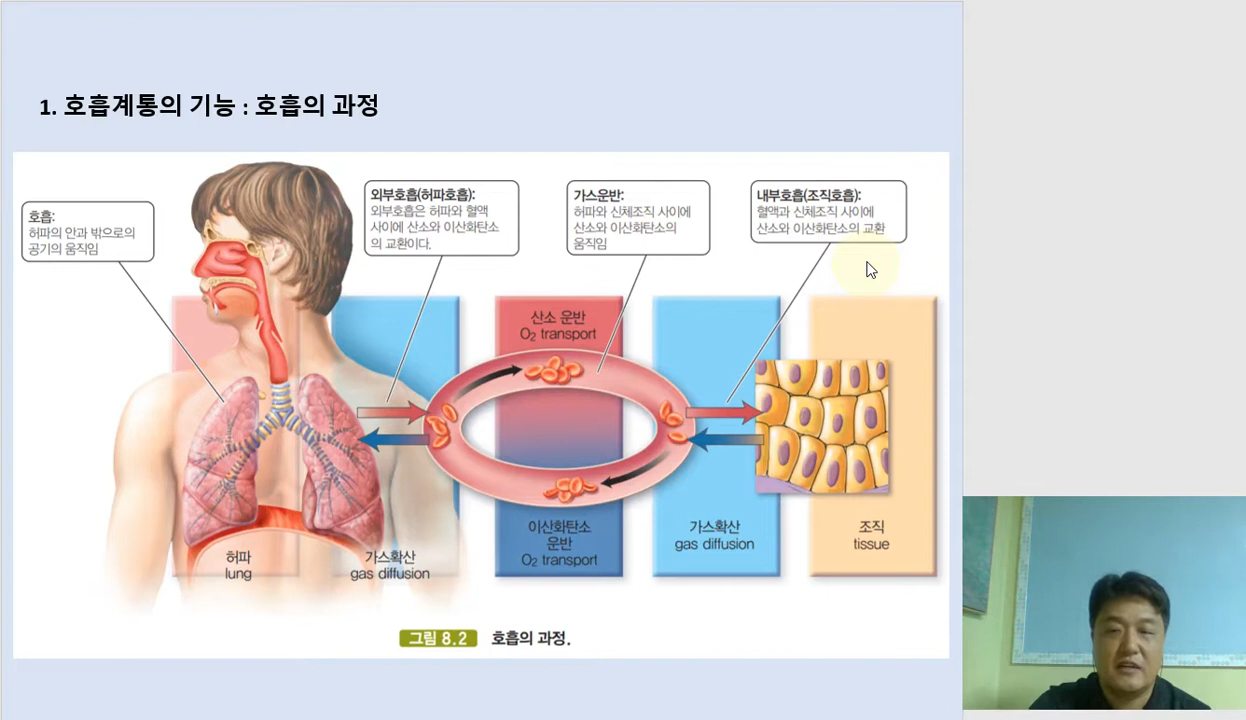 1. 호흡계통의 기능 : 호흡의 과정
호흡:
허파의 안과 밖으로의
공기의 움직임
외부호흡(허파호흡):
외부호흡은 허파와 혈액
사이에 산소와 이산화탄소
의 교환이다.
가스운반:
허파와 신체조직 사이에
산소와 이산화탄소의
움직임
내부호흡(조직호흡):
혈액과 신체조직 사이에
산소와 이산화탄소의 교환
산소 운반
O₂ transport
허파
lung
가스확산
gas diffusion
이산화탄소
운반
O₂ transport
가스확산
gas diffusion
조직
tissue
그림 8.2 호흡의 과정.